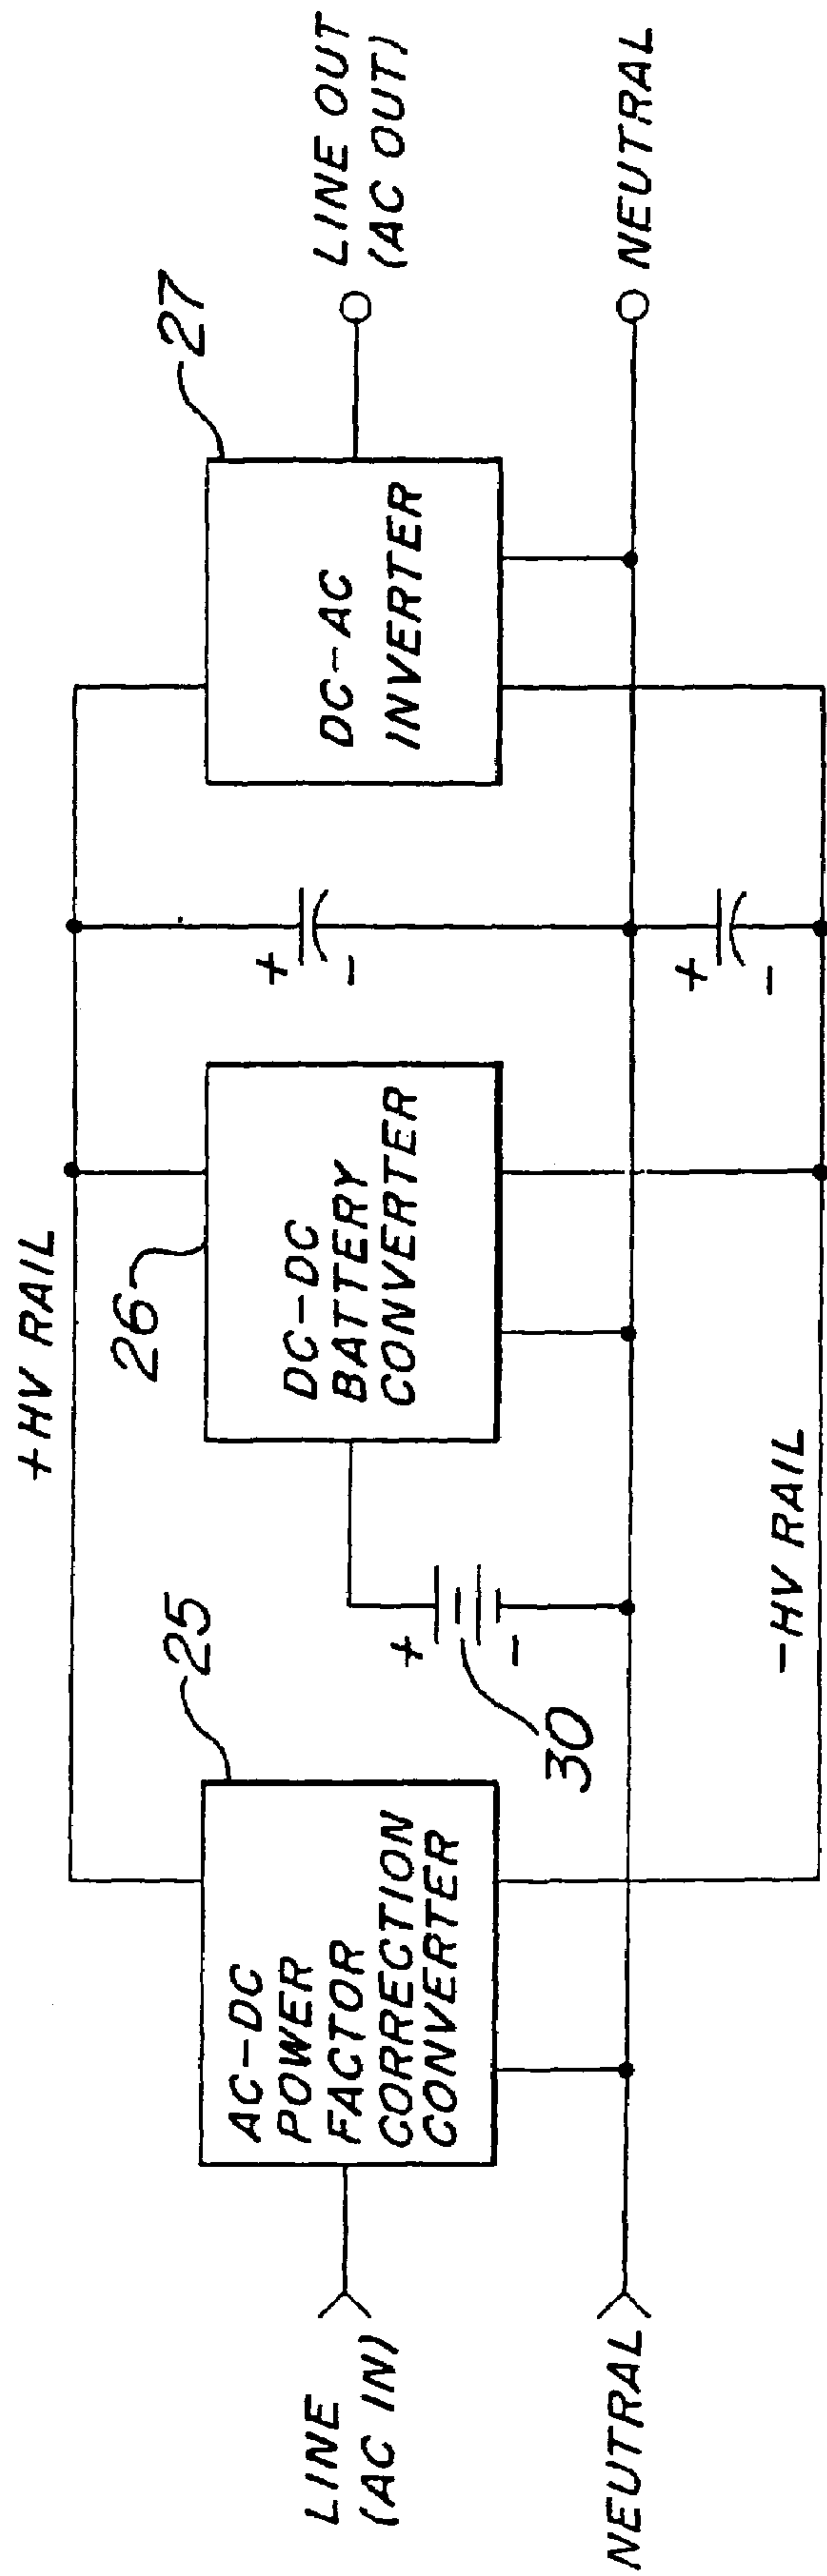 +HV RAIL
25
26
27
LINE
(AC IN)
AC-DC
POWER
FACTOR
CORRECTION
CONVERTER
+
-
30
DC-DC
BATTERY
CONVERTER
+
-
DC-AC
INVERTER
LINE OUT
(AC OUT)
+
-
NEUTRAL
NEUTRAL
-HV RAIL